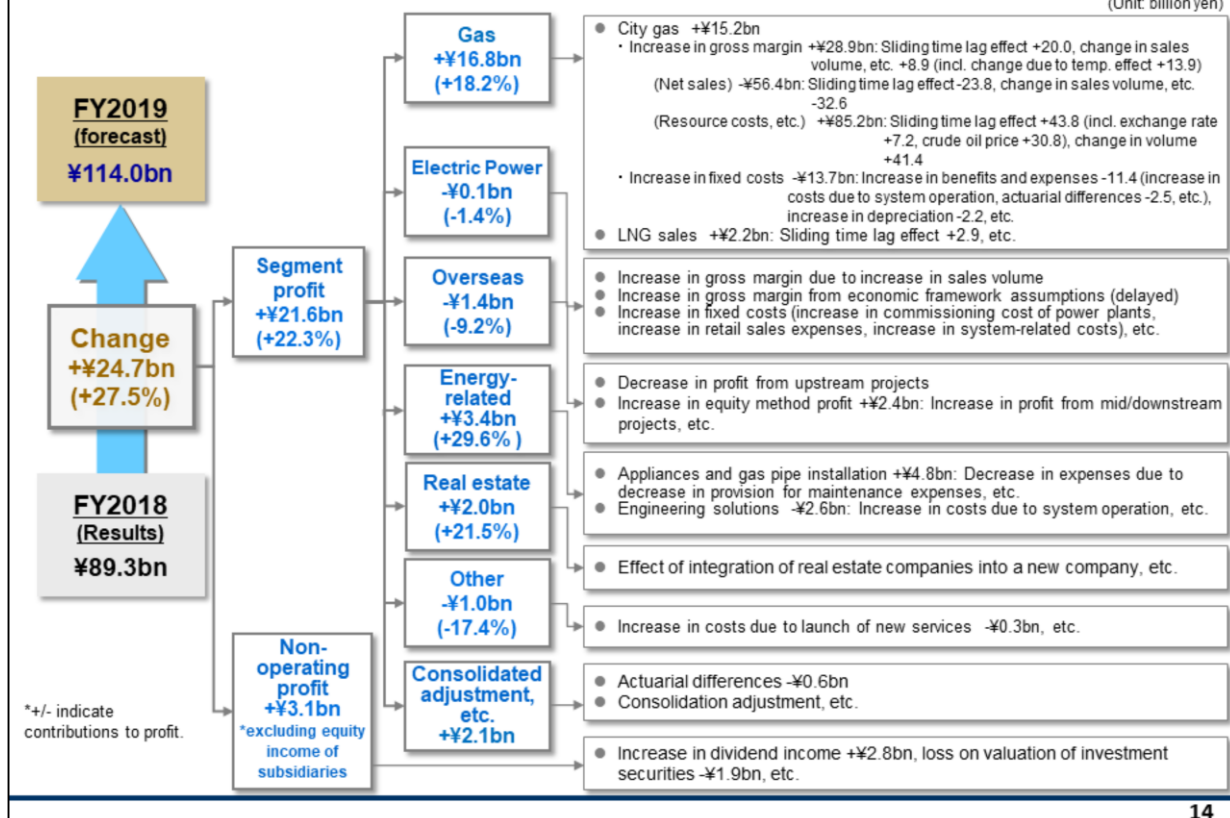 (Unit: billion yen)
FY2019
(forecast)
¥114.0bn
Change
+¥24.7bn
(+27.5%)
FY2018
(Results)
¥89.3bn
*+/- indicate
contributions to profit.
Segment
profit
+¥21.6bn
(+22.3%)
Non-
operating
profit
+¥3.1bn
*excluding equity
income of
subsidiaries
Gas
+¥16.8bn
(+18.2%)
Electric Power
-¥0.1bn
(-1.4%)
Overseas
-¥1.4bn
(-9.2%)
Energy-
related
+¥3.4bn
(+29.6% )
Real estate
+¥2.0bn
(+21.5%)
Other
-¥1.0bn
(-17.4%)
Consolidated
adjustment,
etc.
+¥2.1bn
● City gas +¥15.2bn
・Increase in gross margin +¥28.9bn: Sliding time lag effect +20.0, change in sales
volume, etc. +8.9 (incl. change due to temp. effect +13.9)
(Net sales) -¥56.4bn: Sliding time lag effect -23.8, change in sales volume, etc.
-32.6
(Resource costs, etc.) +¥85.2bn: Sliding time lag effect +43.8 (incl. exchange rate
+7.2, crude oil price +30.8), change in volume
+41.4
・Increase in fixed costs -¥13.7bn: Increase in benefits and expenses -11.4 (increase in
costs due to system operation, actuarial differences -2.5, etc.),
increase in depreciation -2.2, etc.
● LNG sales +¥2.2bn: Sliding time lag effect +2.9, etc.
● Increase in gross margin due to increase in sales volume
● Increase in gross margin from economic framework assumptions (delayed)
● Increase in fixed costs (increase in commissioning cost of power plants,
increase in retail sales expenses, increase in system-related costs), etc.
● Decrease in profit from upstream projects
● Increase in equity method profit +¥2.4bn: Increase in profit from mid/downstream
projects, etc.
● Appliances and gas pipe installation +¥4.8bn: Decrease in expenses due to
decrease in provision for maintenance expenses, etc.
● Engineering solutions -¥2.6bn: Increase in costs due to system operation, etc.
● Effect of integration of real estate companies into a new company, etc.
● Increase in costs due to launch of new services -¥0.3bn, etc.
● Actuarial differences -¥0.6bn
● Consolidation adjustment, etc.
● Increase in dividend income +¥2.8bn, loss on valuation of investment
securities -¥1.9bn, etc.
14